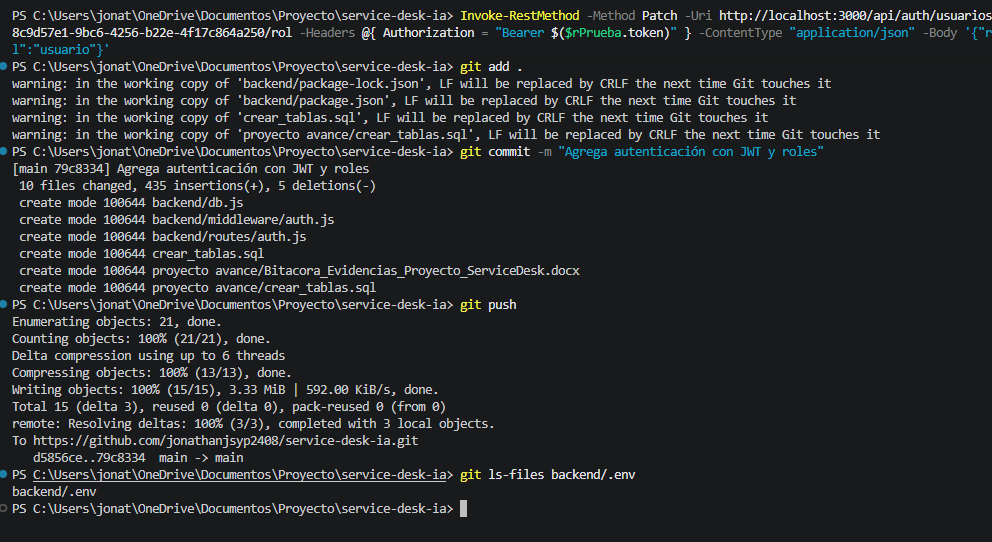 PS C:\Users\jonat\OneDrive\Documentos\Proyecto\service-desk-ia> Invoke-RestMethod -Method Patch -Uri http://localhost:3000/api/auth/usuarios
8c9d57e1-9bc6-4256-b22e-4f17c864a250/rol -Headers @{ Authorization = "Bearer $($rPrueba.token)" } -ContentType "application/json" -Body '{"r
l":"usuario"}'
PS C:\Users\jonat\OneDrive\Documentos\Proyecto\service-desk-ia> git add .
warning: in the working copy of 'backend/package-lock.json', LF will be replaced by CRLF the next time Git touches it
warning: in the working copy of 'backend/package.json', LF will be replaced by CRLF the next time Git touches it
warning: in the working copy of 'crear_tablas.sql', LF will be replaced by CRLF the next time Git touches it
warning: in the working copy of 'proyecto avance/crear_tablas.sql', LF will be replaced by CRLF the next time Git touches it
PS C:\Users\jonat\OneDrive\Documentos\Proyecto\service-desk-ia> git commit -m "Agrega autenticación con JWT y roles"
[main 79c8334] Agrega autenticación con JWT y roles
 10 files changed, 435 insertions(+), 5 deletions(-)
 create mode 100644 backend/db.js
 create mode 100644 backend/middleware/auth.js
 create mode 100644 backend/routes/auth.js
 create mode 100644 crear_tablas.sql
 create mode 100644 proyecto avance/Bitacora_Evidencias_Proyecto_ServiceDesk.docx
 create mode 100644 proyecto avance/crear_tablas.sql
PS C:\Users\jonat\OneDrive\Documentos\Proyecto\service-desk-ia> git push
Enumerating objects: 21, done.
Counting objects: 100% (21/21), done.
Delta compression using up to 6 threads
Compressing objects: 100% (13/13), done.
Writing objects: 100% (15/15), 3.33 MiB | 592.00 KiB/s, done.
Total 15 (delta 3), reused 0 (delta 0), pack-reused 0 (from 0)
remote: Resolving deltas: 100% (3/3), completed with 3 local objects.
To https://github.com/jonathanjsyp2408/service-desk-ia.git
   d5856ce..79c8334  main -> main
PS C:\Users\jonat\OneDrive\Documentos\Proyecto\service-desk-ia> git ls-files backend/.env
backend/.env
PS C:\Users\jonat\OneDrive\Documentos\Proyecto\service-desk-ia>